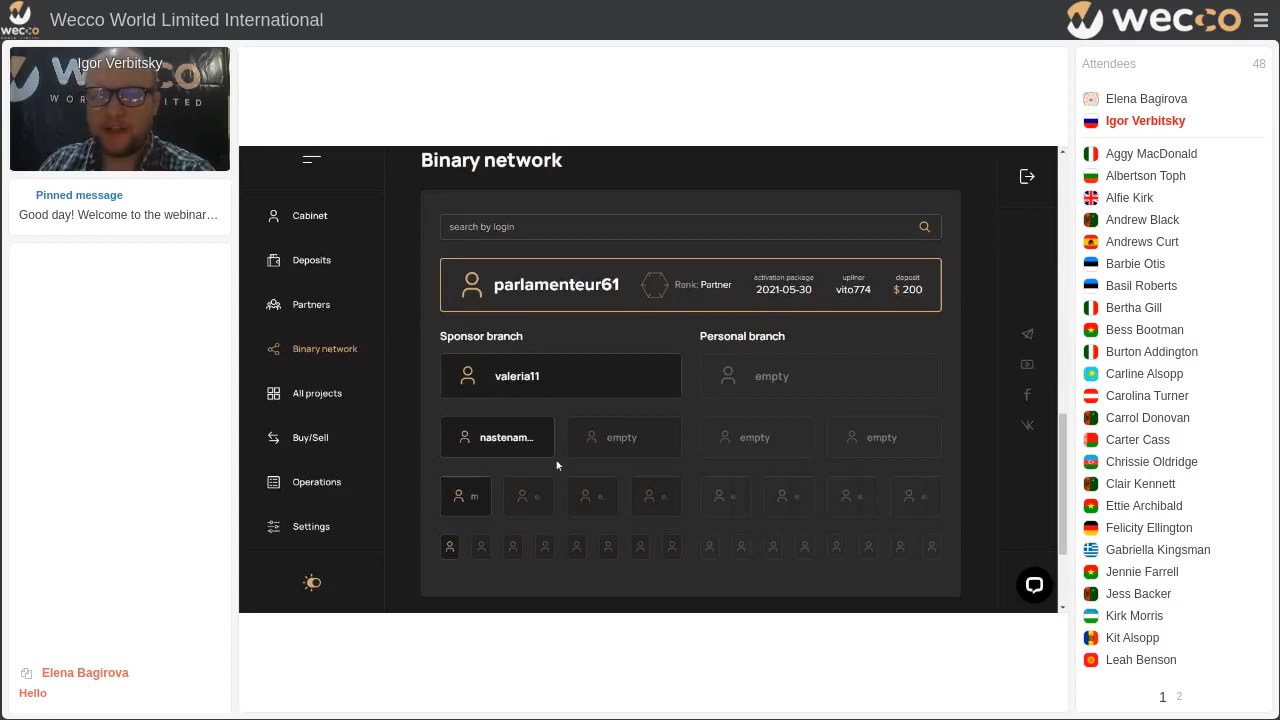 wecco
Wecco World Limited International
wecco
Igor Verbitsky
Pinned message
Good day! Welcome to the webinar…
Elena Bagirova
Hello
Binary network
Cabinet
Deposits
Partners
Binary network
All projects
Buy/Sell
Operations
Settings
search by login
parlamenteur61
Rank: Partner
activation package
2021-05-30
uplinar
vito774
deposit
$ 200
Sponsor branch
Personal branch
valeria11
empty
nastenam...
empty
empty
empty
m
e.
e.
e.
e.
e.
e.
e.
Attendees
48
Elena Bagirova
Igor Verbitsky
Aggy MacDonald
Albertson Toph
Alfie Kirk
Andrew Black
Andrews Curt
Barbie Otis
Basil Roberts
Bertha Gill
Bess Bootman
Burton Addington
Carline Alsopp
Carolina Turner
Carrol Donovan
Carter Cass
Chrissie Oldridge
Clair Kennett
Ettie Archibald
Felicity Ellington
Gabriella Kingsman
Jennie Farrell
Jess Backer
Kirk Morris
Kit Alsopp
Leah Benson
1 2